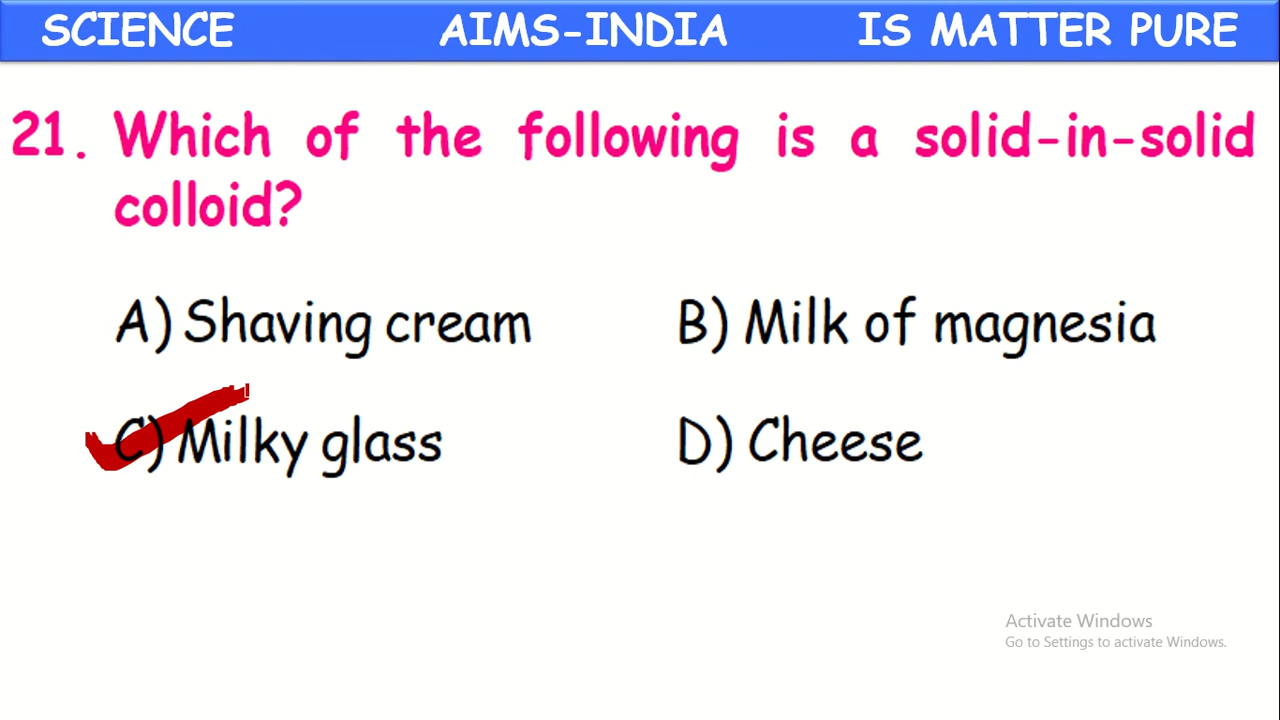 SCIENCE AIMS-INDIA IS MATTER PURE
21. Which of the following is a solid-in-solid
colloid?
A) Shaving cream B) Milk of magnesia
C) Milky glass D) Cheese
Activate Windows
Go to Settings to activate Windows.